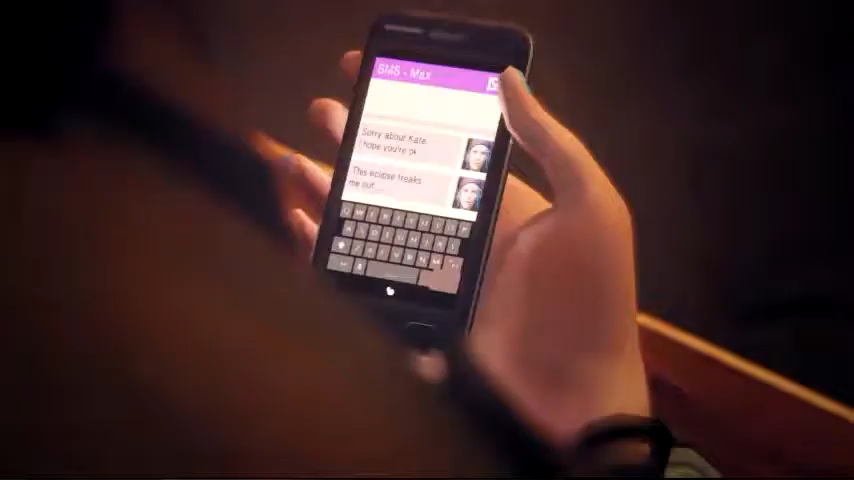 SMS - Max
Sorry about Kate.
hope you're ok
This eclipse freaks
me out...